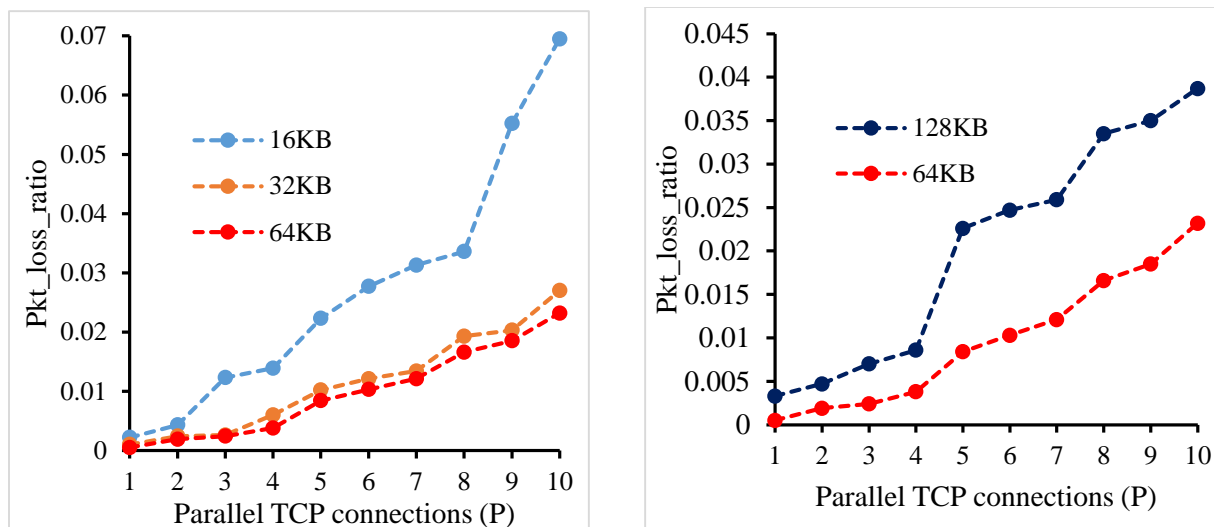 Pkt_loss_ratio
0.07
0.06
0.05
0.04
0.03
0.02
0.01
0
16KB
32KB
64KB
1 2 3 4 5 6 7 8 9 10
Parallel TCP connections (P)
Pkt_loss_ratio
0.045
0.04
0.035
0.03
0.025
0.02
0.015
0.01
0.005
0
128KB
64KB
1 2 3 4 5 6 7 8 9 10
Parallel TCP connections (P)